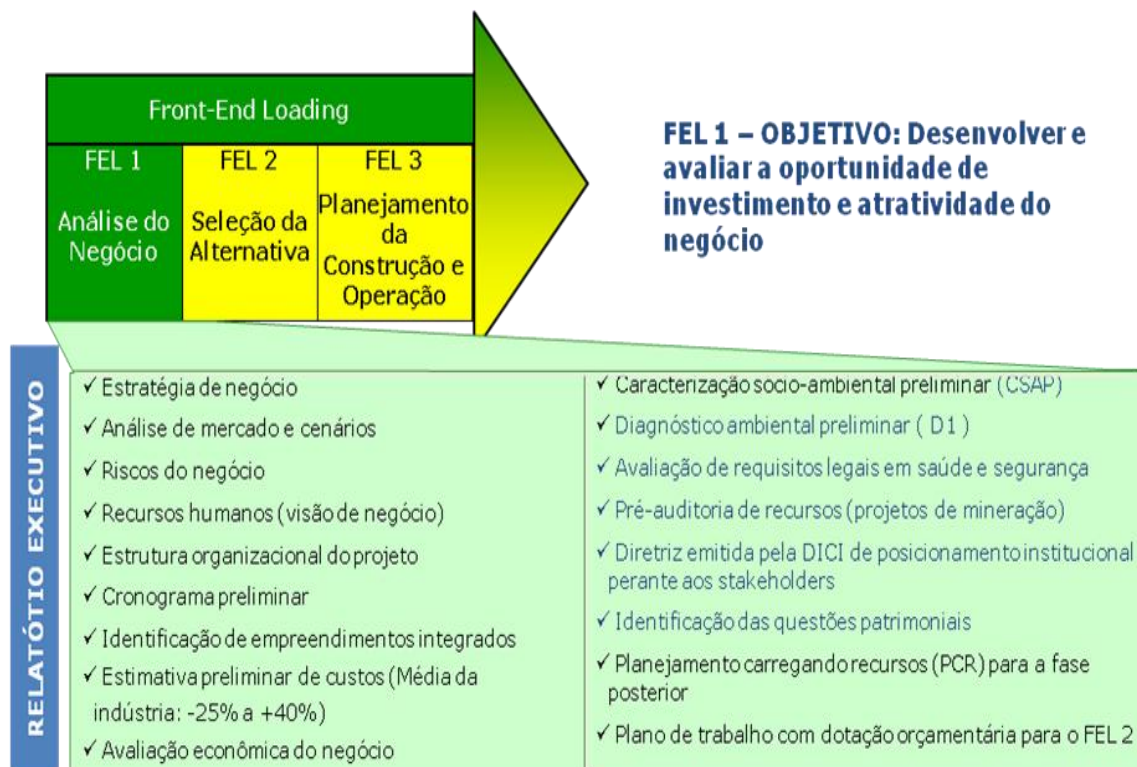 Front-End Loading
FEL 1
Análise do
Negócio
FEL 2
Seleção da
Alternativa
FEL 3
Planejamento
da
Construção e
Operação
FEL 1 – OBJETIVO: Desenvolver e
avaliar a oportunidade de
investimento e atratividade do
negócio
RELATÓTIO EXECUTIVO
✓ Estratégia de negócio
✓ Análise de mercado e cenários
✓ Riscos do negócio
✓ Recursos humanos (visão de negócio)
✓ Estrutura organizacional do projeto
✓ Cronograma preliminar
✓ Identificação de empreendimentos integrados
✓ Estimativa preliminar de custos (Média da
indústria: -25% a +40%)
✓ Avaliação econômica do negócio
✓ Caracterização socio-ambiental preliminar (CSAP)
✓ Diagnóstico ambiental preliminar ( D1 )
✓ Avaliação de requisitos legais em saúde e segurança
✓ Pré-auditoria de recursos (projetos de mineração)
✓ Diretriz emitida pela DICI de posicionamento institucional
perante aos stakeholders
✓ Identificação das questões patrimoniais
✓ Planejamento carregando recursos (PCR) para a fase
posterior
✓ Plano de trabalho com dotação orçamentária para o FEL 2